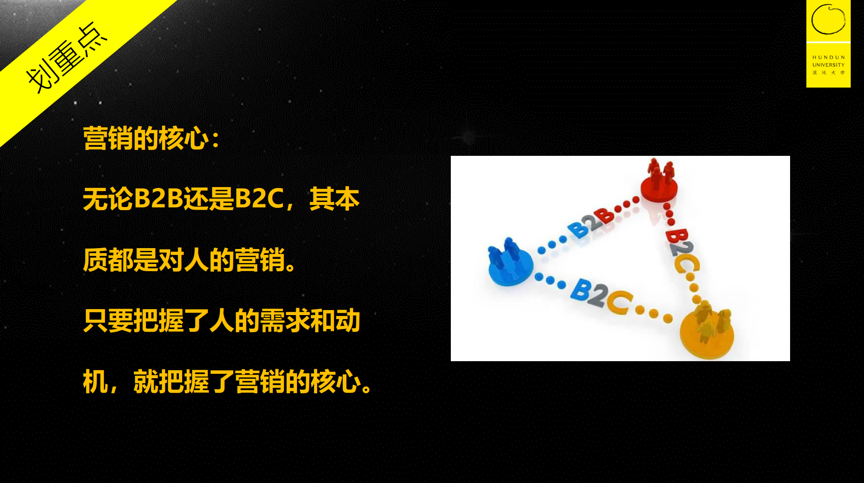 划重点
HUNDUN
UNIVERSITY
混沌大学
营销的核心：
无论B2B还是B2C，其本
质都是对人的营销。
只要把握了人的需求和动
机，就把握了营销的核心。
B2B
B2C
B2C